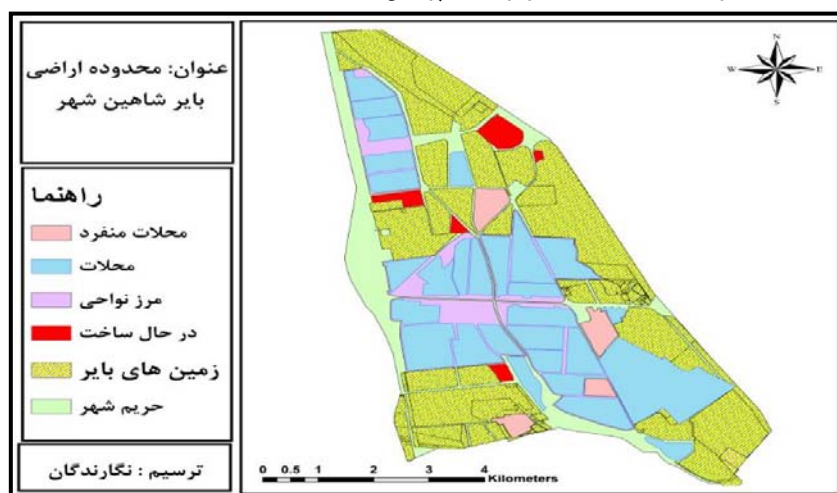 عنوان: محدوده اراضی
بایر شاهین شهر
راهنما
محلات منفرد
محلات
مرز نواحی
در حال ساخت
زمین های بایر
حریم شهر
ترسیم : نگارندگان
N
W E
S
0 0.5 1 2 3 4
Kilometers